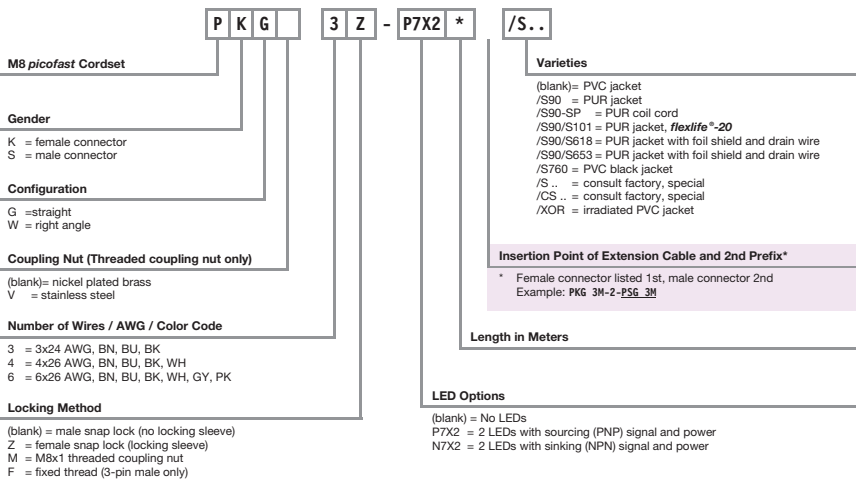 P K G 3 Z - P7X2 * /S..
M8 picofast Cordset
Gender
K = female connector
S = male connector
Configuration
G =straight
W = right angle
Coupling Nut (Threaded coupling nut only)
(blank)= nickel plated brass
V = stainless steel
Number of Wires / AWG / Color Code
3 = 3x24 AWG, BN, BU, BK
4 = 4x26 AWG, BN, BU, BK, WH
6 = 6x26 AWG, BN, BU, BK, WH, GY, PK
Locking Method
(blank) = male snap lock (no locking sleeve)
Z = female snap lock (locking sleeve)
M = M8x1 threaded coupling nut
F = fixed thread (3-pin male only)
Varieties
(blank)= PVC jacket
/S90 = PUR jacket
/S90-SP = PUR coil cord
/S90/S101 = PUR jacket, flexlife®-20
/S90/S618 = PUR jacket with foil shield and drain wire
/S90/S653 = PUR jacket with foil shield and drain wire
/S760 = PVC black jacket
/S .. = consult factory, special
/CS .. = consult factory, special
/XOR = irradiated PVC jacket
Insertion Point of Extension Cable and 2nd Prefix*
* Female connector listed 1st, male connector 2nd
Example: PKG 3M-2-PSG 3M
Length in Meters
LED Options
(blank) = No LEDs
P7X2 = 2 LEDs with sourcing (PNP) signal and power
N7X2 = 2 LEDs with sinking (NPN) signal and power